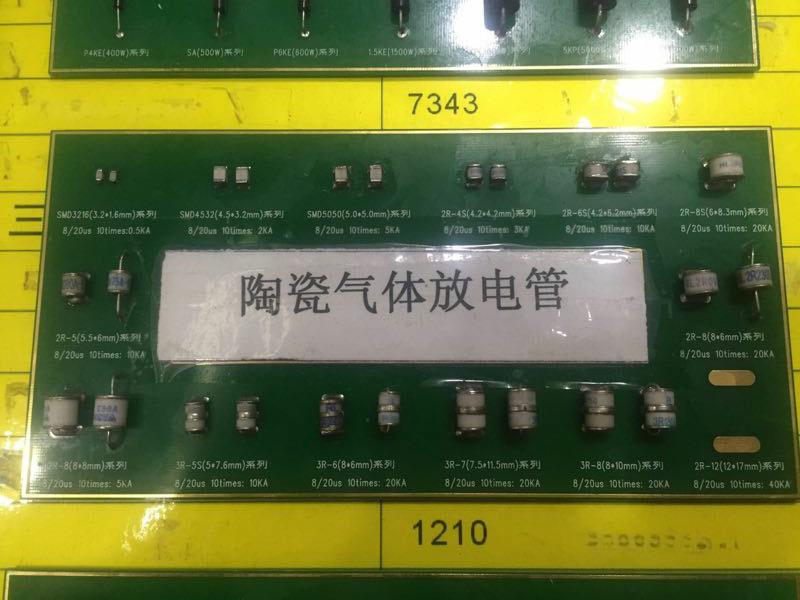 P4KE(400W)系列
SA(500W)系列
P6KE(600W)系列
1.5KE(1500W)系列
7343
SMD3216(3.2*1.6mm)系列
8/20us 10times:0.5KA
SMD4532(4.5*3.2mm)系列
8/20us 10times: 2KA
SMD5050(5.0*5.0mm)系列
8/20us 10times: 5KA
2R-4S(4.2*4.2mm)系列
8/20us 10times: 3KA
2R-6S(4.2*6.2mm)系列
8/20us 10times: 10KA
2R-8S(6*8.3mm)系列
8/20us 10times: 20KA
陶瓷气体放电管
2R-5(5.5*6mm)系列
8/20us 10times: 10KA
2R-8(8*6mm)系列
8/20us 10times: 20KA
2R-8(8*8mm)系列
8/20us 10times: 5KA
3R-5S(5*7.6mm)系列
8/20us 10times: 10KA
3R-6(8*6mm)系列
8/20us 10times: 20KA
3R-7(7.5*11.5mm)系列
8/20us 10times: 20KA
3R-8(8*10mm)系列
8/20us 10times: 20KA
2R-12(12*17mm)系列
8/20us 10times: 40KA
1210